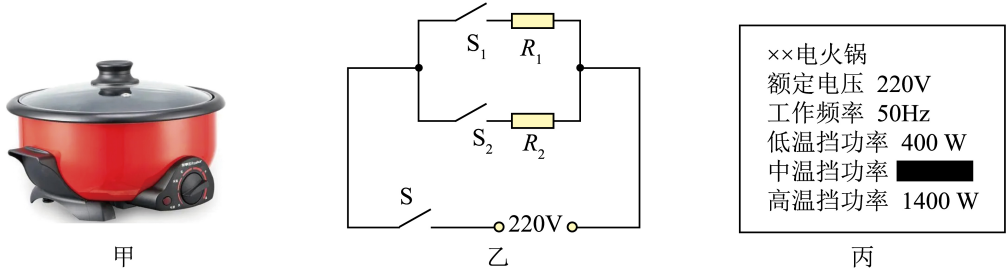 S₁ R₁
S₂ R₂
S 220V
××电火锅
额定电压 220V
工作频率 50Hz
低温挡功率 400 W
中温挡功率
高温挡功率 1400 W
甲 乙 丙